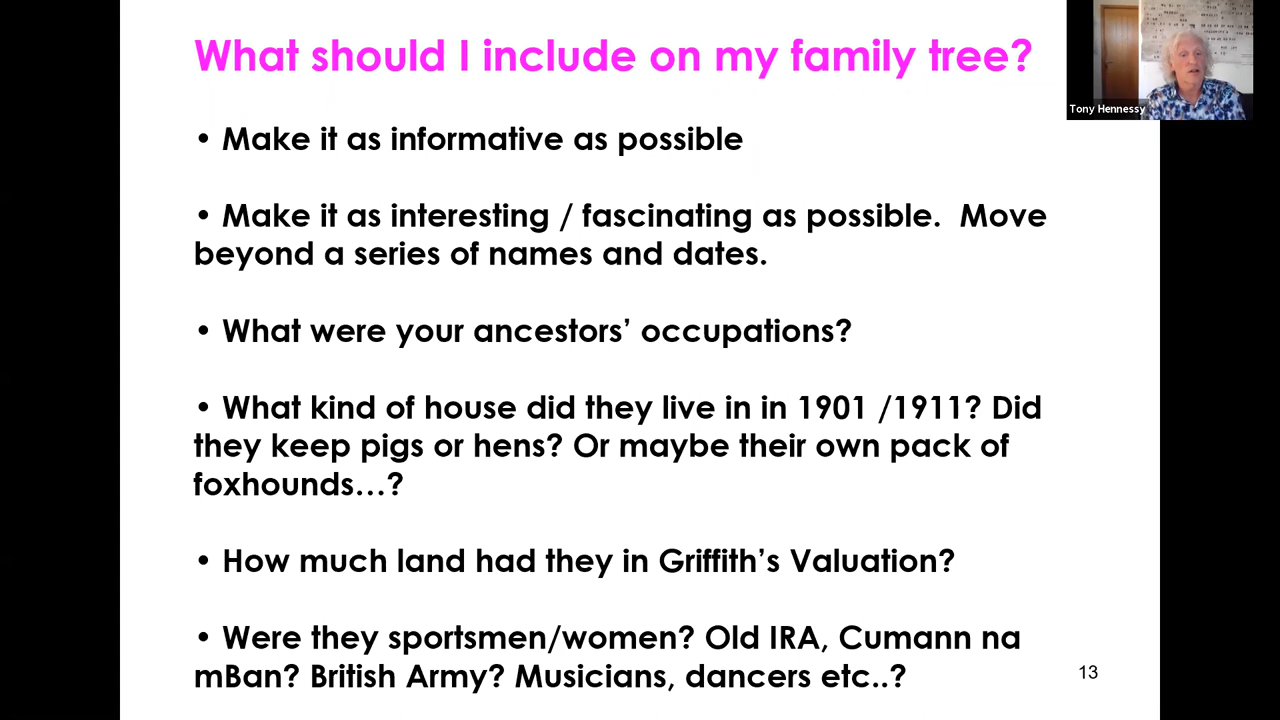 What should I include on my family tree?
Tony Hennessy
• Make it as informative as possible
• Make it as interesting / fascinating as possible.  Move
beyond a series of names and dates.
• What were your ancestors’ occupations?
• What kind of house did they live in in 1901 /1911? Did
they keep pigs or hens? Or maybe their own pack of
foxhounds…?
• How much land had they in Griffith’s Valuation?
• Were they sportsmen/women? Old IRA, Cumann na
mBan? British Army? Musicians, dancers etc..?
13